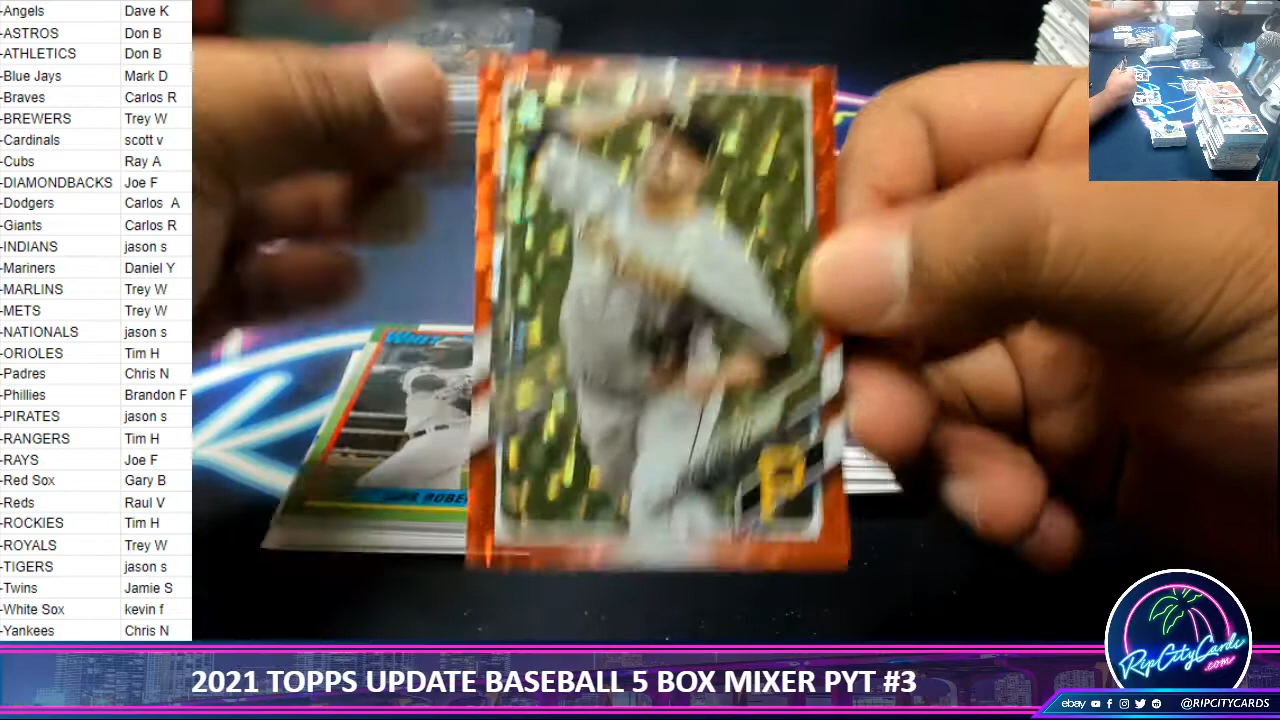 -Angels Dave K
-ASTROS Don B
-ATHLETICS Don B
-Blue Jays Mark D
-Braves Carlos R
-BREWERS Trey W
-Cardinals scott v
-Cubs Ray A
-DIAMONDBACKS Joe F
-Dodgers Carlos A
-Giants Carlos R
-INDIANS jason s
-Mariners Daniel Y
-MARLINS Trey W
-METS Trey W
-NATIONALS jason s
-ORIOLES Tim H
-Padres Chris N
-Phillies Brandon F
-PIRATES jason s
-RANGERS Tim H
-RAYS Joe F
-Red Sox Gary B
-Reds Raul V
-ROCKIES Tim H
-ROYALS Trey W
-TIGERS jason s
-Twins Jamie S
-White Sox kevin f
-Yankees Chris N
P
RipCityCards
.com
2021 TOPPS UPDATE BASEBALL 5 BOX MIXER PYT #3
ebay @RIPCITYCARDS